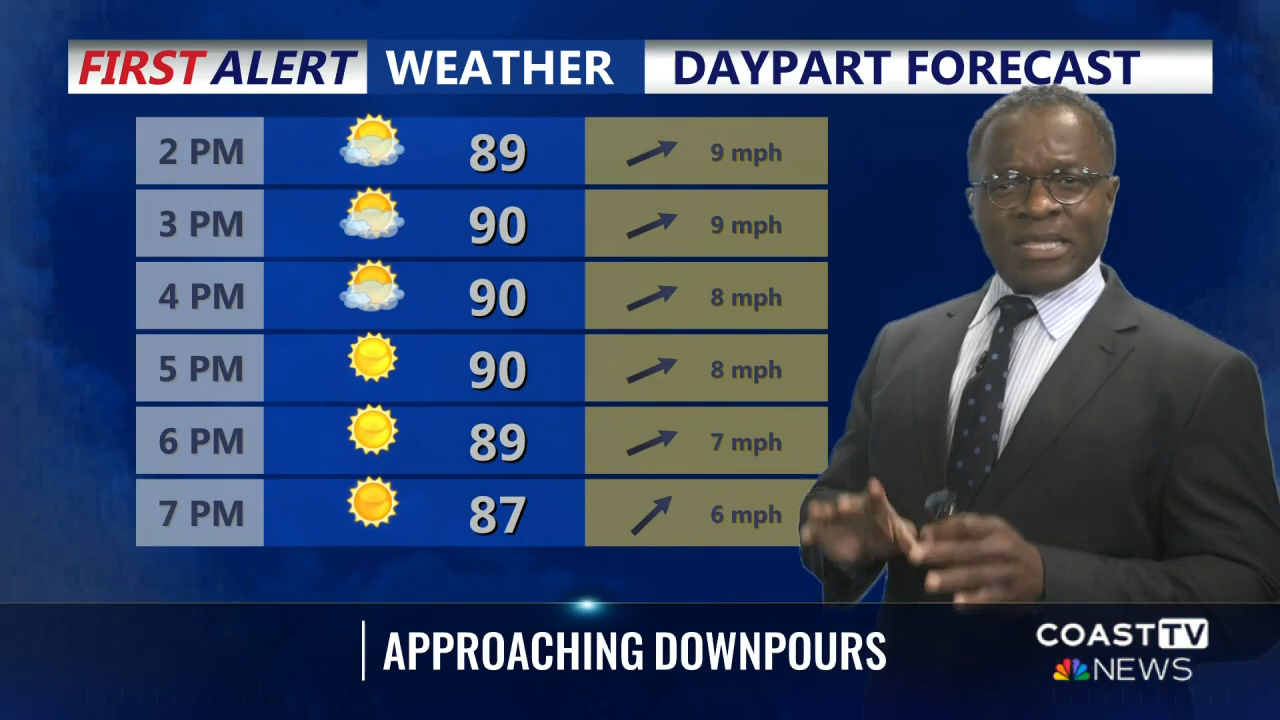 FIRST ALERT WEATHER DAYPART FORECAST
2 PM 89 9 mph
3 PM 90 9 mph
4 PM 90 8 mph
5 PM 90 8 mph
6 PM 89 7 mph
7 PM 87 6 mph
APPROACHING DOWNPOURS
COAST TV
NEWS